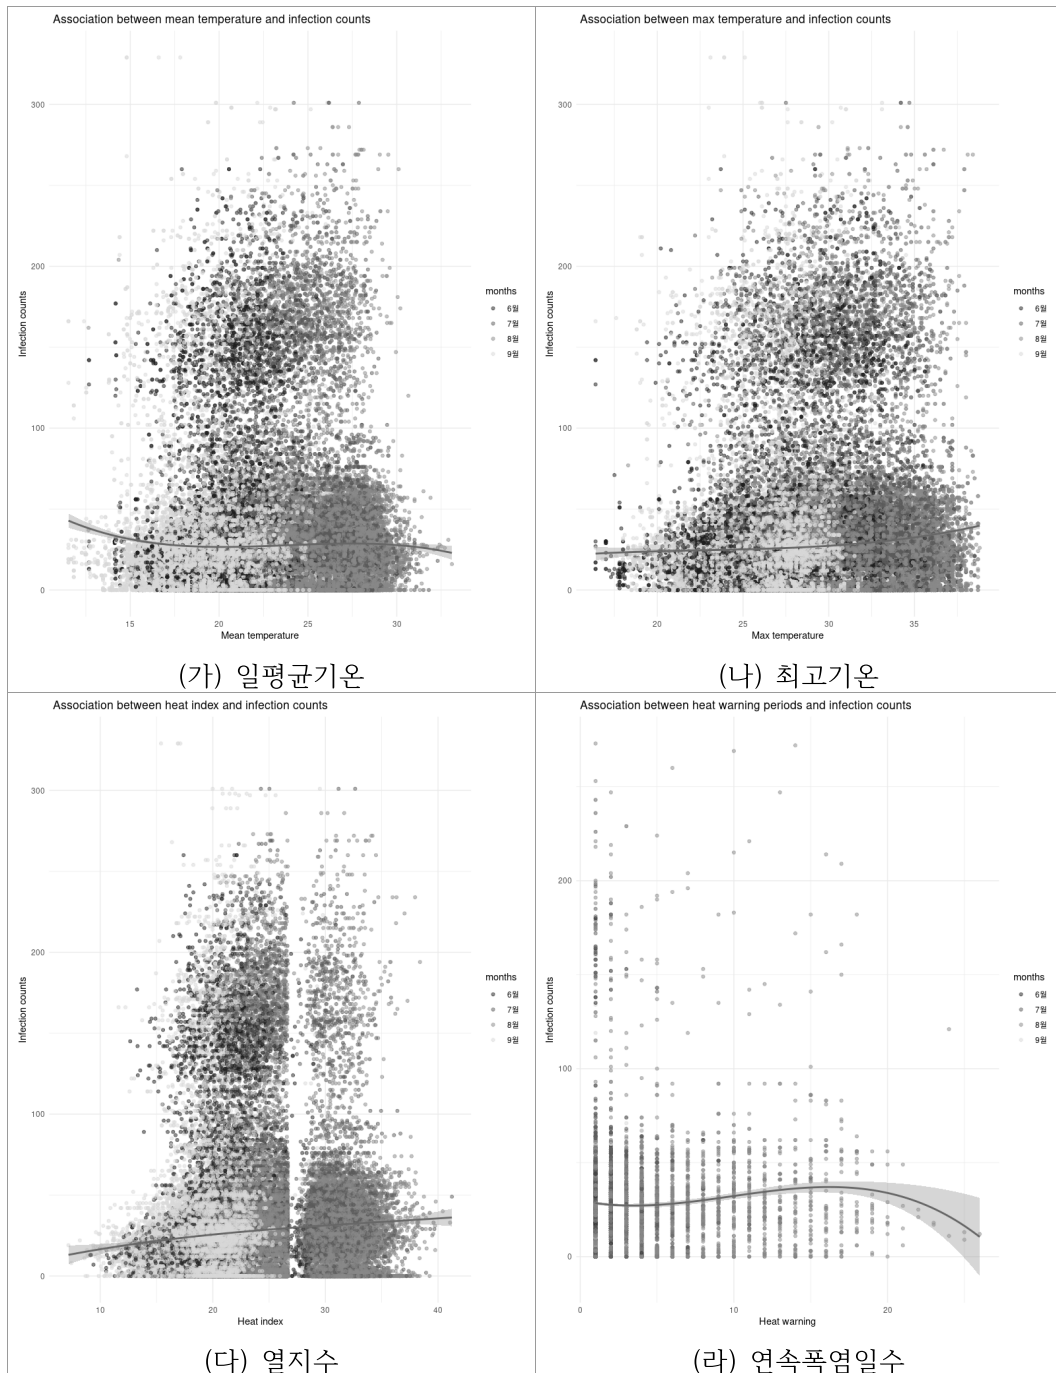 Association between mean temperature and infection counts
Infection counts
300
200
100
0
15
20
25
30
Mean temperature
months
6월
7월
8월
9월
(가) 일평균기온
Association between max temperature and infection counts
Infection counts
300
200
100
0
20
25
30
35
Max temperature
months
6월
7월
8월
9월
(나) 최고기온
Association between heat index and infection counts
Infection counts
300
200
100
0
10
20
30
40
Heat index
months
6월
7월
8월
9월
(다) 열지수
Association between heat warning periods and infection counts
Infection counts
200
100
0
0
10
20
Heat warning
months
6월
7월
8월
9월
(라) 연속폭염일수